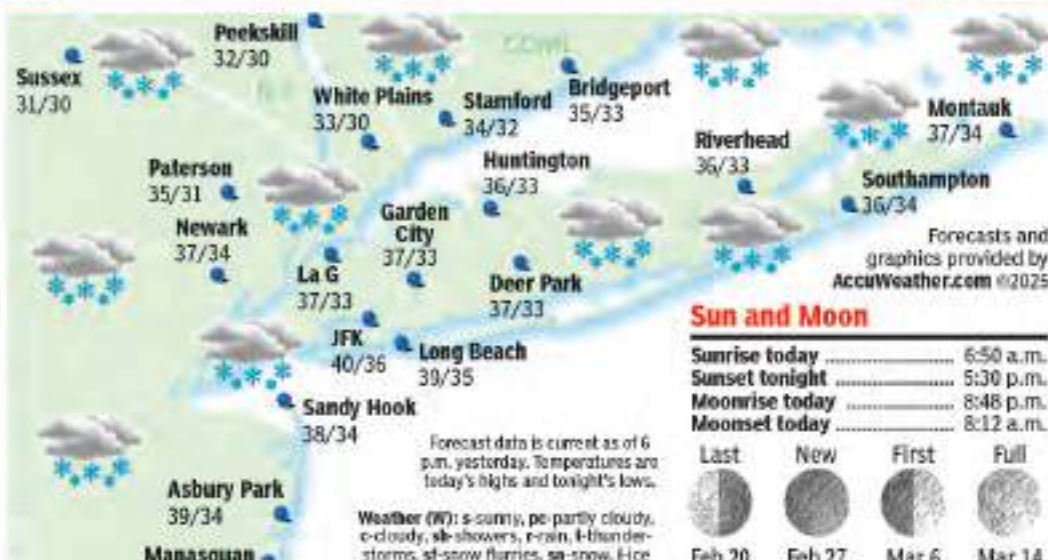 Peekskill
32/30
Sussex
31/30
CONN.
N.Y.
White Plains
33/30
Stamford
34/32
Bridgeport
35/33
Montauk
37/34
Riverhead
36/33
Huntington
36/33
Paterson
35/31
Southampton
36/34
Newark
37/34
Garden
City
37/33
La G
37/33
Deer Park
37/33
Forecasts and
graphics provided by
AccuWeather.com ©2025
JFK
40/36
Long Beach
39/35
Sandy Hook
38/34
Asbury Park
39/34
Manasquan
Forecast data is current as of 6
p.m. yesterday. Temperatures are
today's highs and tonight's lows.
Weather (W): s-sunny, pc-partly cloudy,
c-cloudy, sh-showers, r-rain, t-thunder-
storms, sf-snow flurries, sn-snow, i-ice
Sun and Moon
Sunrise today ........................ 6:50 a.m.
Sunset tonight ........................ 5:30 p.m.
Moonrise today ...................... 8:48 p.m.
Moonset today ........................ 8:12 a.m.
Last New First Full
Feb 20 Feb 27 Mar 6 Mar 14